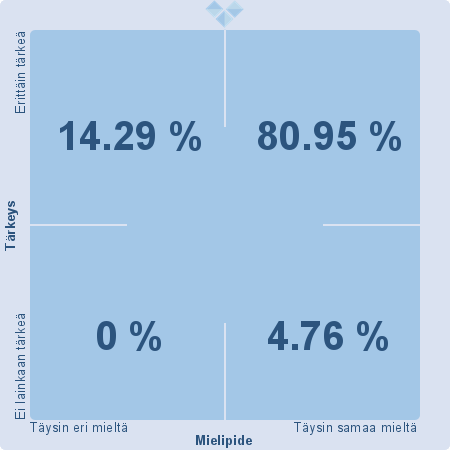 Erittäin tärkeä
14.29 %
80.95 %
Tärkeys
0 %
4.76 %
Ei lainkaan tärkeä
Täysin eri mieltä
Täysin samaa mieltä
Mielipide